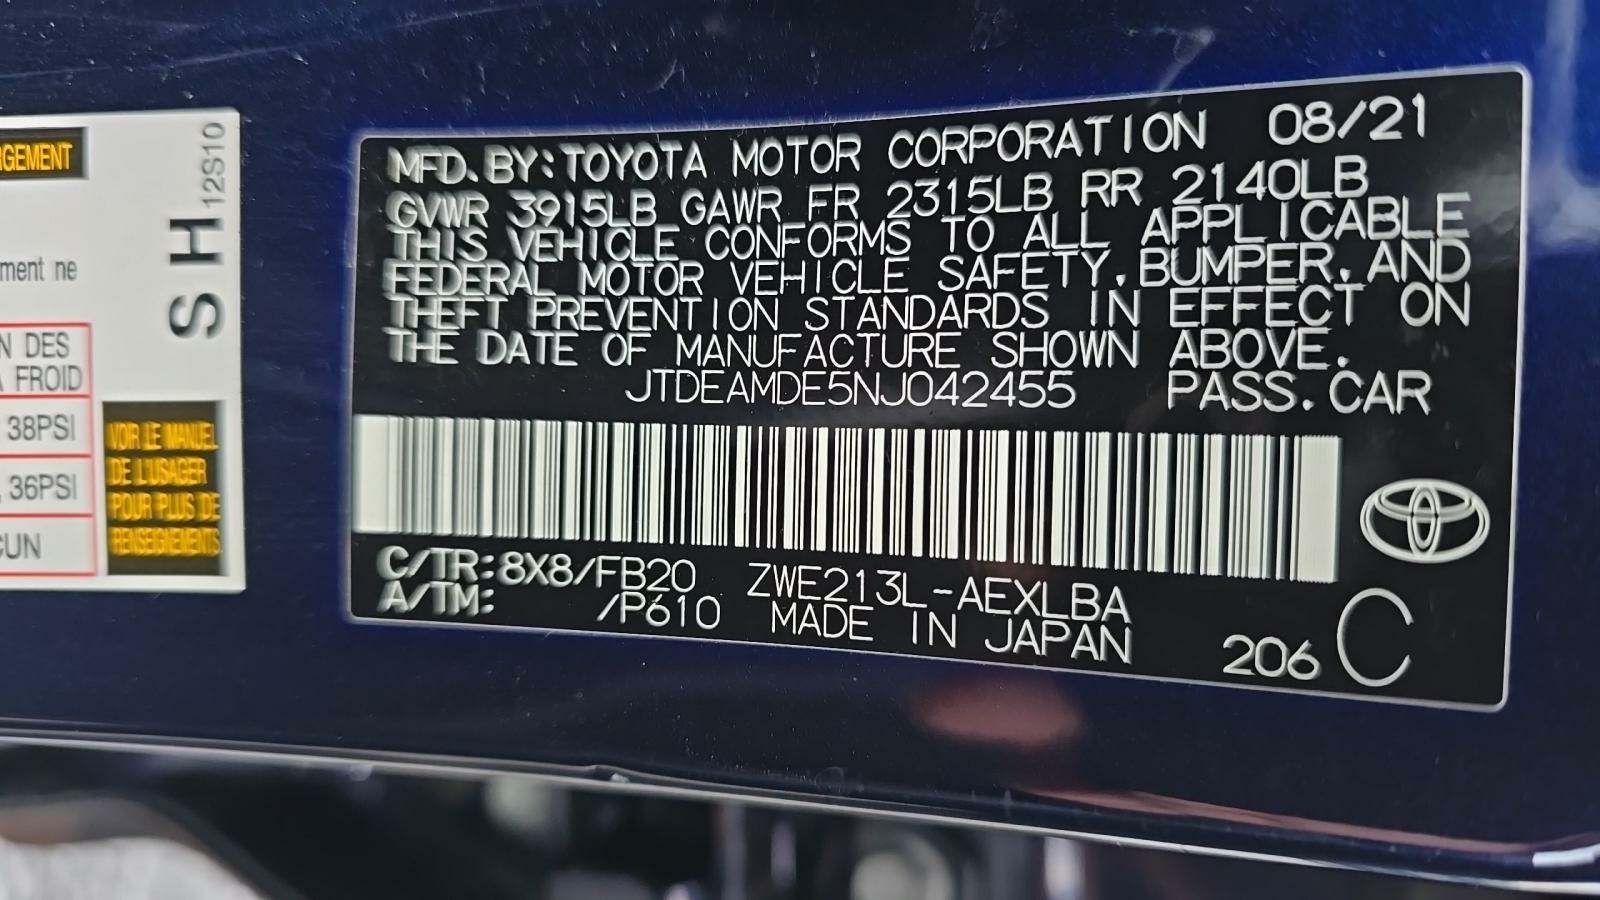 RGEMENT
S H 12S10
ment ne
N DES
A FROID
38PSI
36PSI
CUN
VOIR LE MANUEL
DE L'USAGER
POUR PLUS DE
RENSEIGNEMENTS
MFD. BY:TOYOTA MOTOR CORPORATION 08/21
GVWR 3915LB GAWR FR 2315LB RR 2140LB
THIS VEHICLE CONFORMS TO ALL APPLICABLE
FEDERAL MOTOR VEHICLE SAFETY, BUMPER, AND
THEFT PREVENTION STANDARDS IN EFFECT ON
THE DATE OF MANUFACTURE SHOWN ABOVE.
JTDEAMDE5NJ042455 PASS. CAR
C/TR:8X8/FB20 ZWE213L-AEXLBA
A/TM: /P610 MADE IN JAPAN 206 C